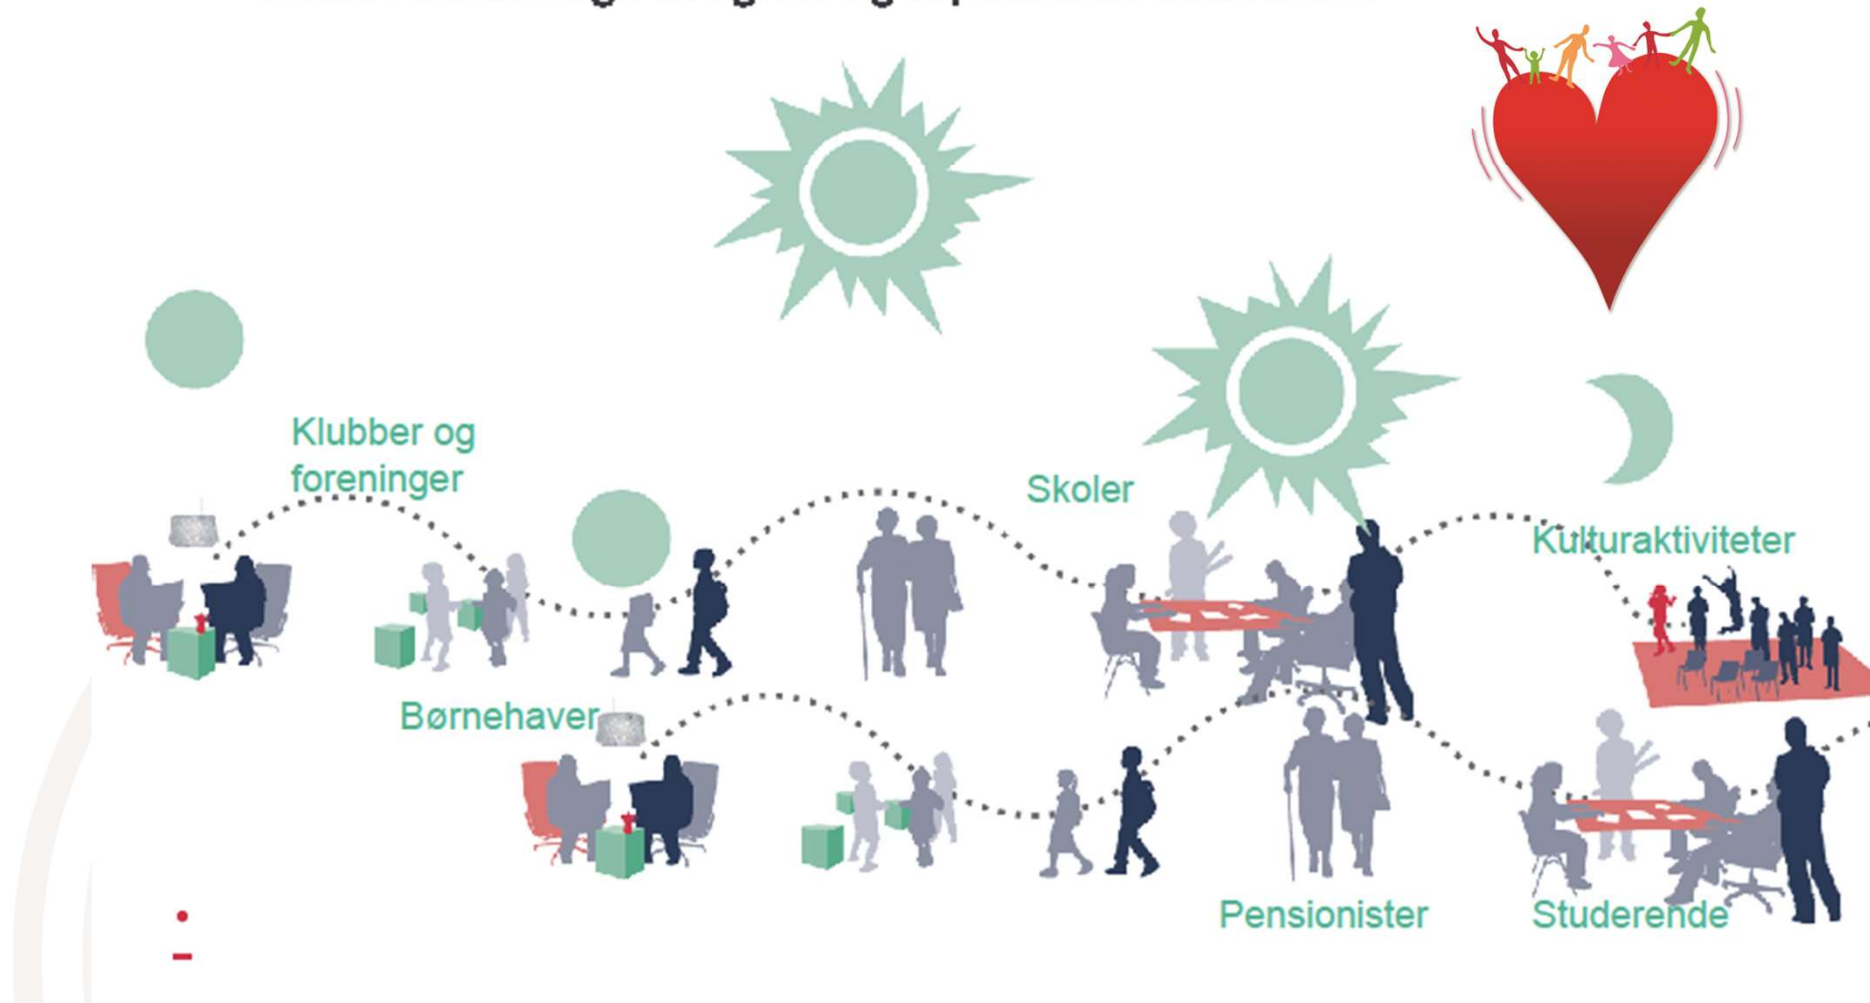 Klubber og
foreninger
Skoler
Kulturaktiviteter
Børnehaver
Pensionister
Studerende